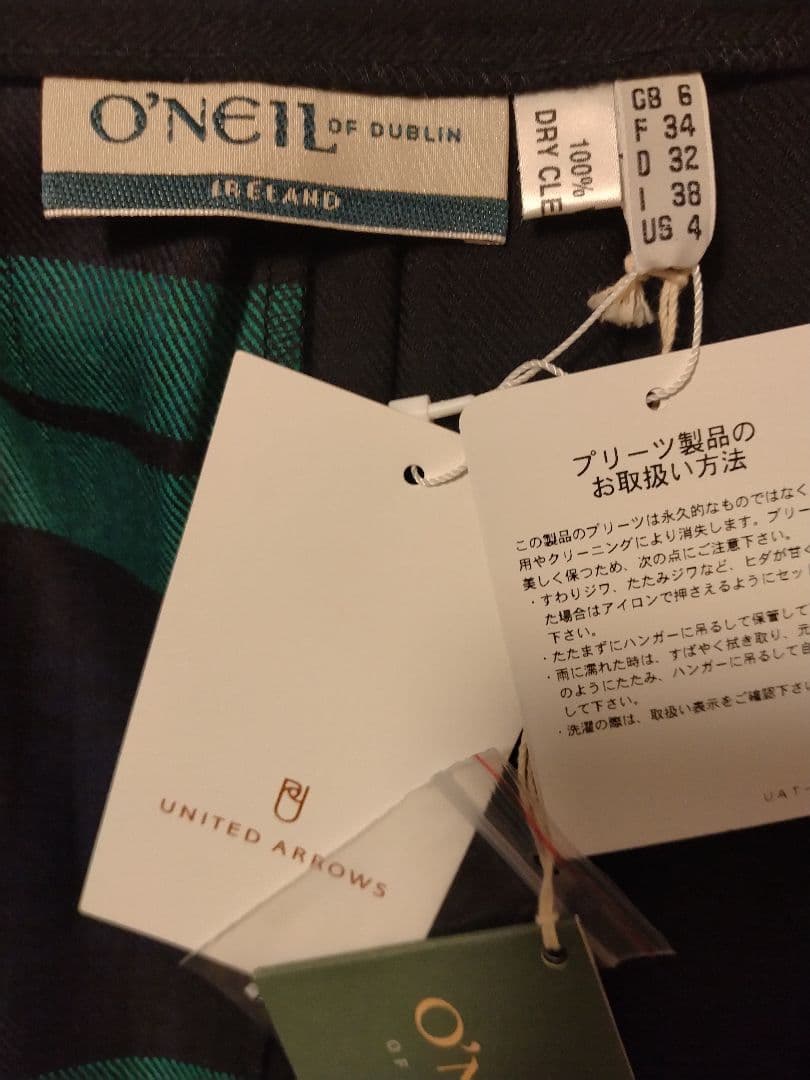 O'NEIL OF DUBLIN
IRELAND
100%
DRY CLE
GB 6
F 34
D 32
I 38
US 4
プリーツ製品の
お取扱い方法
この製品のプリーツは永久的なものではなく
用やクリーニングにより消失します。プリー
美しく保つため、次の点にご注意下さい。
・すわりジワ、たたみジワなど、ヒダが甘く
た場合はアイロンで押さえるようにセット
下さい。
・たたまずにハンガーに吊るして保管して
・雨に濡れた時は、すばやく拭き取り、元
のようにたたみ、ハンガーに吊るして自
して下さい。
・洗濯の際は、取扱い表示をご確認下さい
UAT-
UNITED ARROWS
O'N
OF